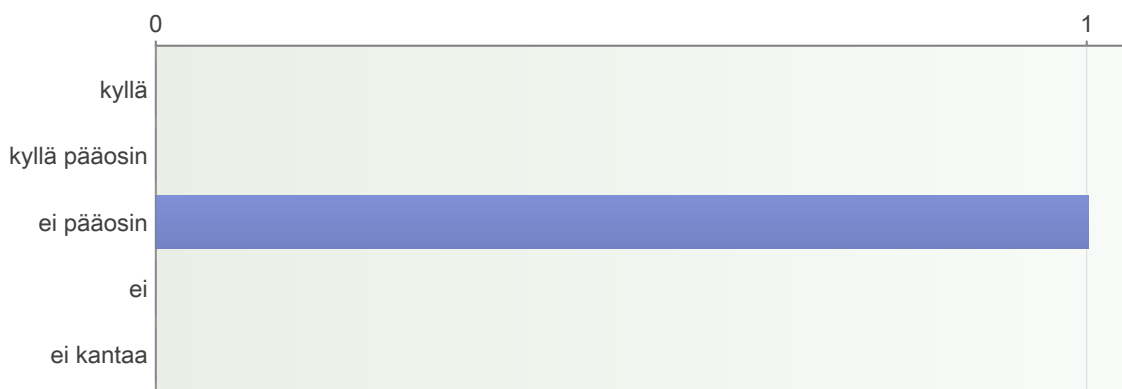 0 1
kyllä
kyllä pääosin
ei pääosin
ei
ei kantaa